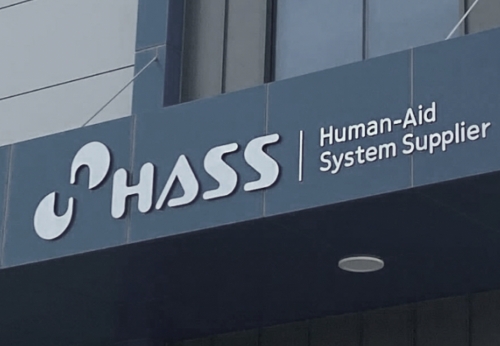 HASS
Human-Aid
System Supplier